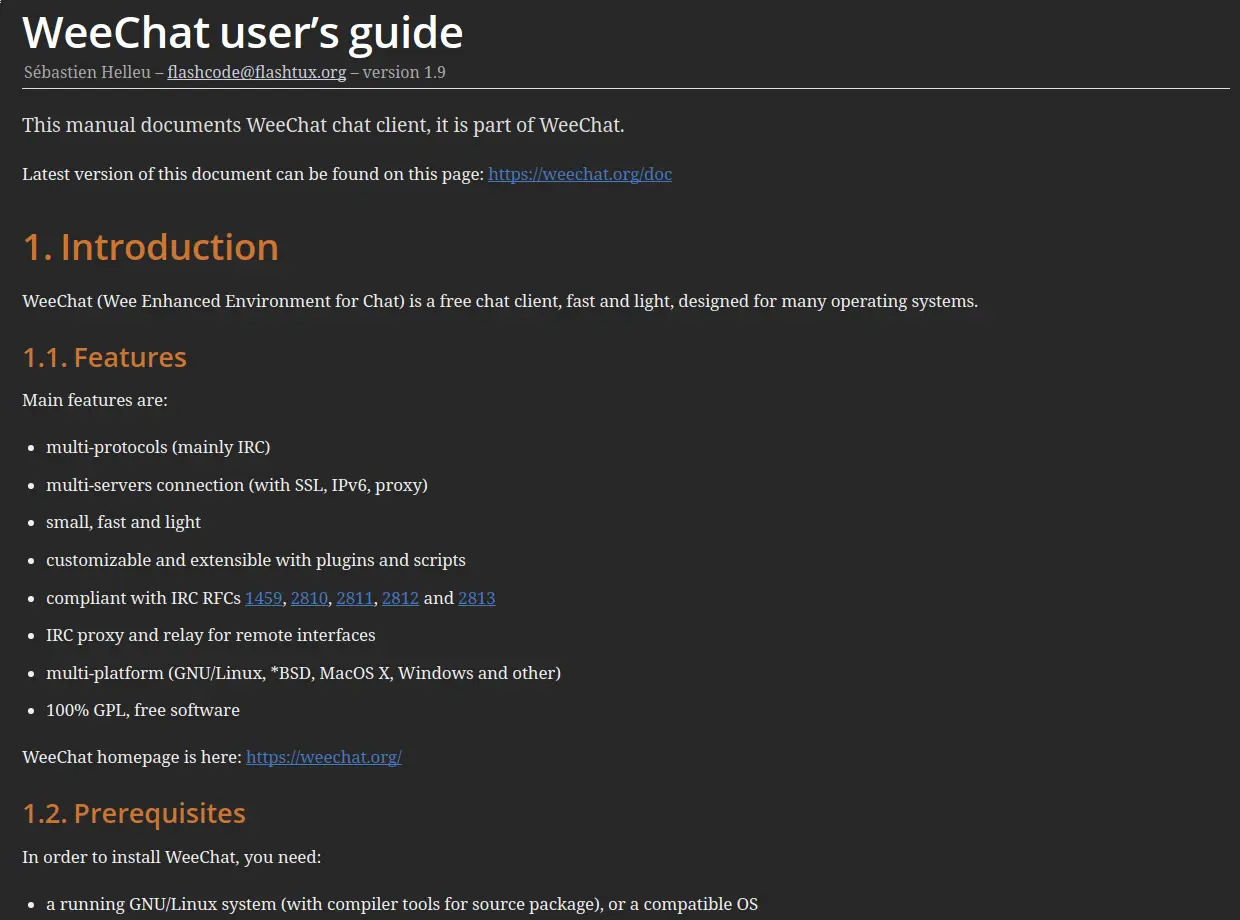 WeeChat user’s guide
Sébastien Helleu – flashcode@flashtux.org – version 1.9
This manual documents WeeChat chat client, it is part of WeeChat.
Latest version of this document can be found on this page: https://weechat.org/doc
1. Introduction
WeeChat (Wee Enhanced Environment for Chat) is a free chat client, fast and light, designed for many operating systems.
1.1. Features
Main features are:
• multi-protocols (mainly IRC)
• multi-servers connection (with SSL, IPv6, proxy)
• small, fast and light
• customizable and extensible with plugins and scripts
• compliant with IRC RFCs 1459, 2810, 2811, 2812 and 2813
• IRC proxy and relay for remote interfaces
• multi-platform (GNU/Linux, *BSD, MacOS X, Windows and other)
• 100% GPL, free software
WeeChat homepage is here: https://weechat.org/
1.2. Prerequisites
In order to install WeeChat, you need:
• a running GNU/Linux system (with compiler tools for source package), or a compatible OS